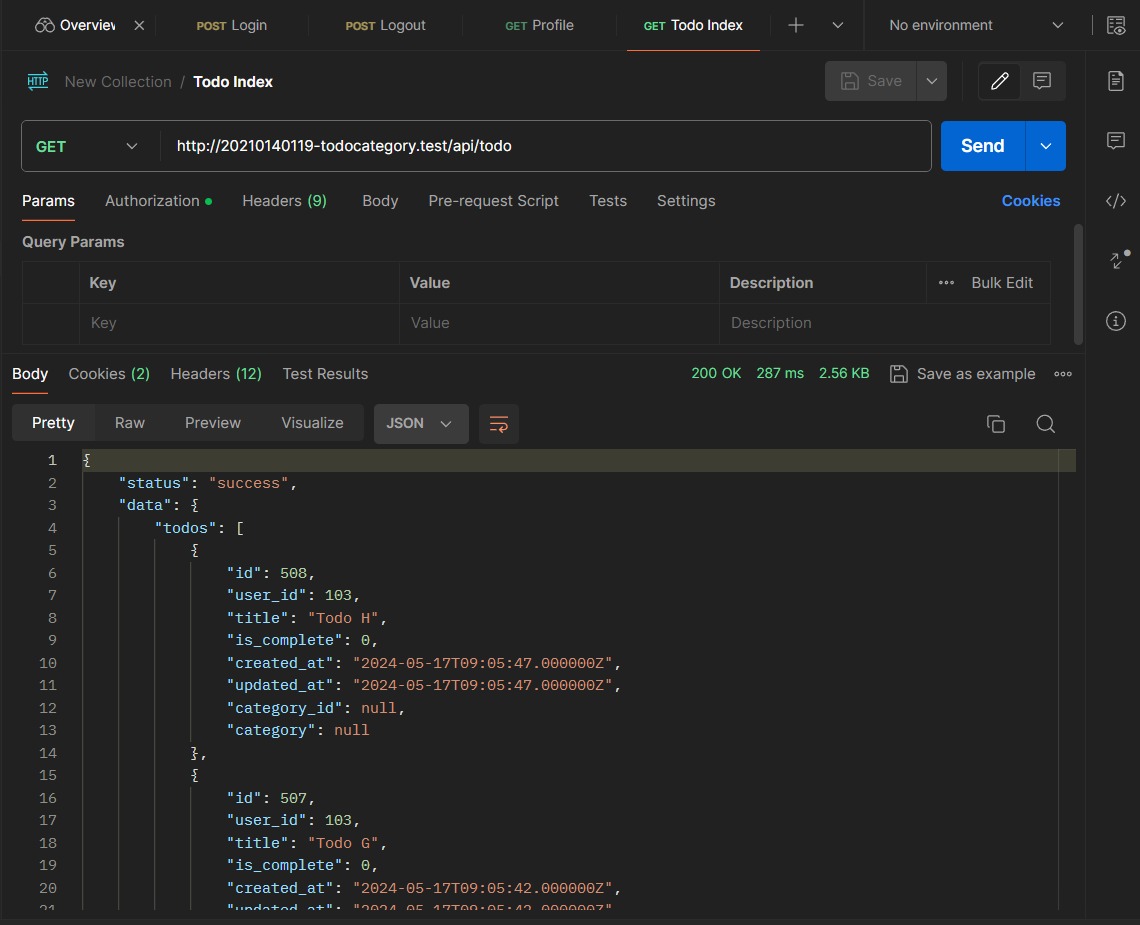 Overview POST Login POST Logout GET Profile GET Todo Index No environment
HTTP New Collection / Todo Index Save
GET http://20210140119-todocategory.test/api/todo Send
Params Authorization Headers (9) Body Pre-request Script Tests Settings Cookies
Query Params
Key Value Description Bulk Edit
Key Value Description
Body Cookies (2) Headers (12) Test Results 200 OK 287 ms 2.56 KB Save as example
Pretty Raw Preview Visualize JSON
1 {
2 "status": "success",
3 "data": {
4 "todos": [
5 {
6 "id": 508,
7 "user_id": 103,
8 "title": "Todo H",
9 "is_complete": 0,
10 "created_at": "2024-05-17T09:05:47.000000Z",
11 "updated_at": "2024-05-17T09:05:47.000000Z",
12 "category_id": null,
13 "category": null
14 },
15 {
16 "id": 507,
17 "user_id": 103,
18 "title": "Todo G",
19 "is_complete": 0,
20 "created_at": "2024-05-17T09:05:42.000000Z",
21 "updated_at": "2024-05-17T09:05:42.000000Z"